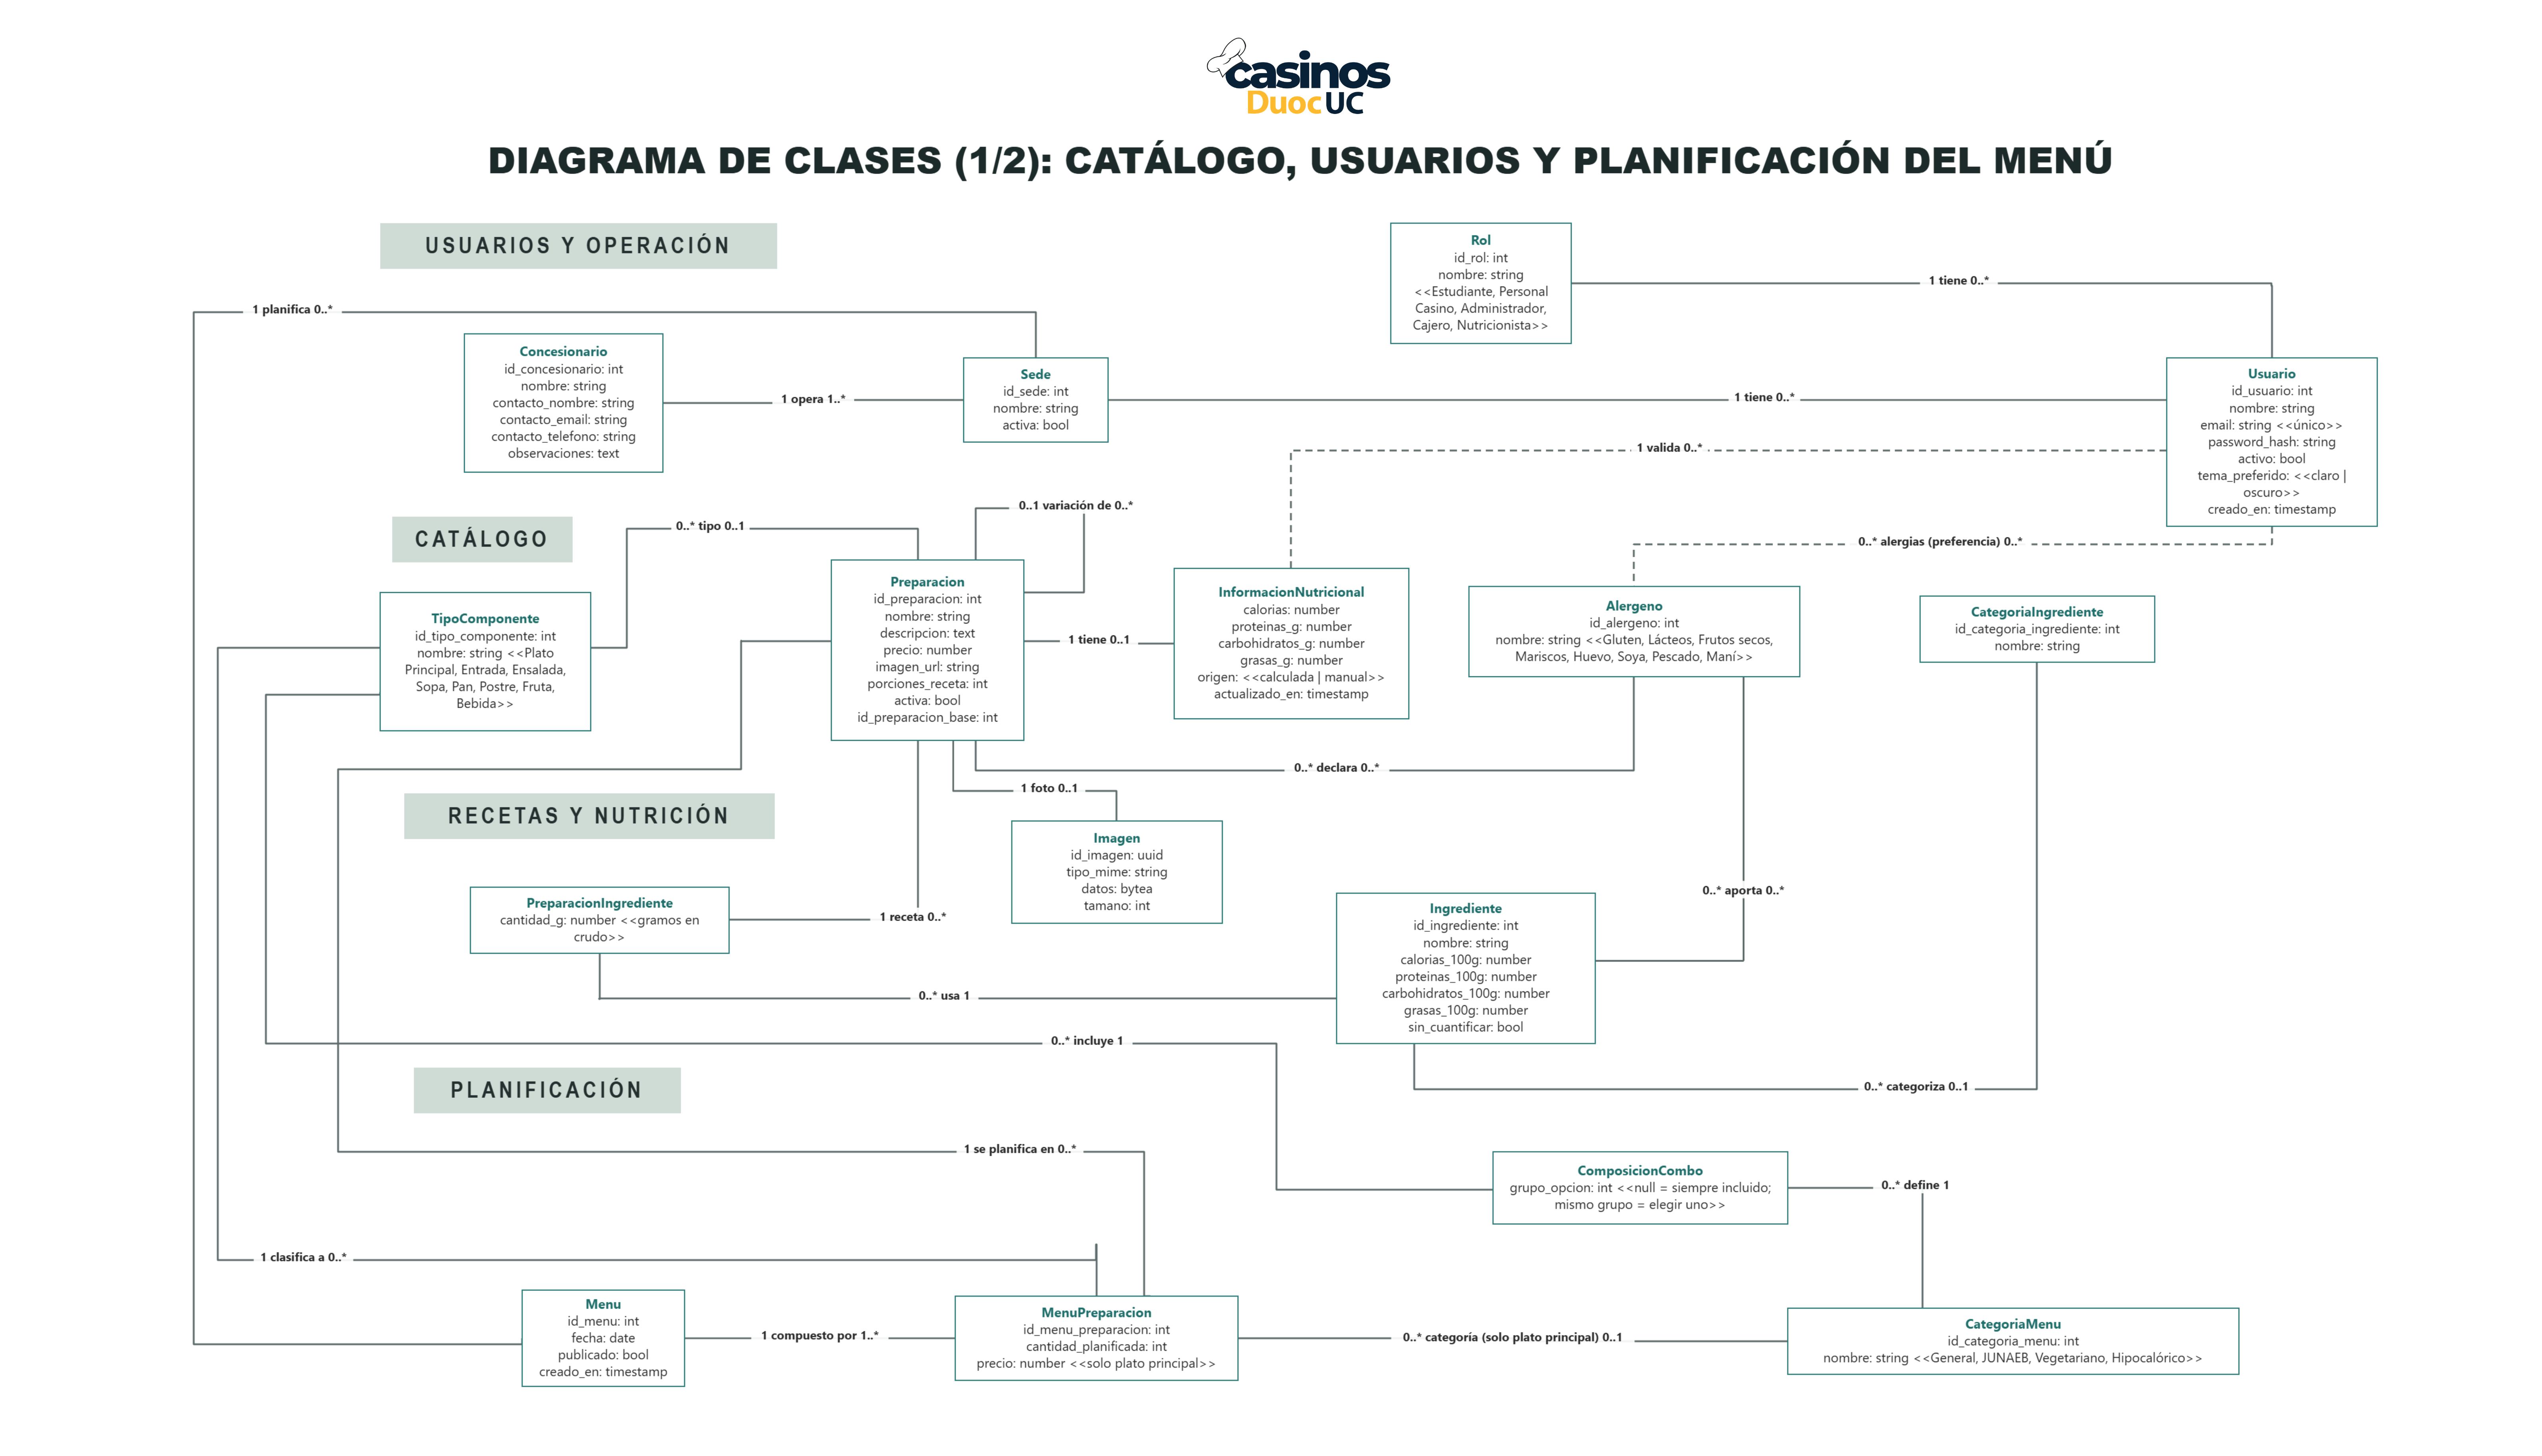 casinos
Duoc UC
DIAGRAMA DE CLASES (1/2): CATÁLOGO, USUARIOS Y PLANIFICACIÓN DEL MENÚ
USUARIOS Y OPERACIÓN
Rol
id_rol: int
nombre: string
<<Estudiante, Personal
Casino, Administrador,
Cajero, Nutricionista>>
1 tiene 0..*
1 planifica 0..*
Concesionario
id_concesionario: int
nombre: string
contacto_nombre: string
contacto_email: string
contacto_telefono: string
observaciones: text
1 opera 1..*
Sede
id_sede: int
nombre: string
activa: bool
1 tiene 0..*
Usuario
id_usuario: int
nombre: string
email: string <<único>>
password_hash: string
activo: bool
tema_preferido: <<claro |
oscuro>>
creado_en: timestamp
1 valida 0..*
0..* alergias (preferencia) 0..*
CATÁLOGO
0..* tipo 0..1
0..1 variación de 0..*
TipoComponente
id_tipo_componente: int
nombre: string <<Plato
Principal, Entrada, Ensalada,
Sopa, Pan, Postre, Fruta,
Bebida>>
Preparacion
id_preparacion: int
nombre: string
descripcion: text
precio: number
imagen_url: string
porciones_receta: int
activa: bool
id_preparacion_base: int
1 tiene 0..1
InformacionNutricional
calorias: number
proteinas_g: number
carbohidratos_g: number
grasas_g: number
origen: <<calculada | manual>>
actualizado_en: timestamp
Alergeno
id_alergeno: int
nombre: string <<Gluten, Lácteos, Frutos secos,
Mariscos, Huevo, Soya, Pescado, Maní>>
CategoriaIngrediente
id_categoria_ingrediente: int
nombre: string
0..* declara 0..*
1 foto 0..1
RECETAS Y NUTRICIÓN
Imagen
id_imagen: uuid
tipo_mime: string
datos: bytea
tamano: int
0..* aporta 0..*
PreparacionIngrediente
cantidad_g: number <<gramos en
crudo>>
1 receta 0..*
Ingrediente
id_ingrediente: int
nombre: string
calorias_100g: number
proteinas_100g: number
carbohidratos_100g: number
grasas_100g: number
sin_cuantificar: bool
0..* usa 1
0..* incluye 1
0..* categoriza 0..1
PLANIFICACIÓN
1 se planifica en 0..*
ComposicionCombo
grupo_opcion: int <<null = siempre incluido;
mismo grupo = elegir uno>>
0..* define 1
1 clasifica a 0..*
Menu
id_menu: int
fecha: date
publicado: bool
creado_en: timestamp
1 compuesto por 1..*
MenuPreparacion
id_menu_preparacion: int
cantidad_planificada: int
precio: number <<solo plato principal>>
0..* categoría (solo plato principal) 0..1
CategoriaMenu
id_categoria_menu: int
nombre: string <<General, JUNAEB, Vegetariano, Hipocalórico>>